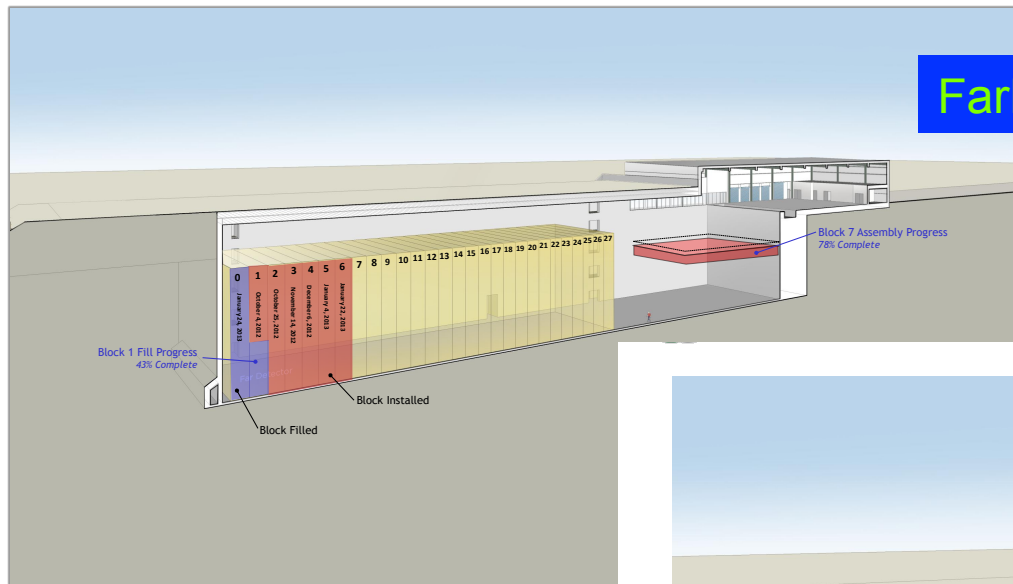 Far
Block 7 Assembly Progress
78% Complete
0 1 2 3 4 5 6 7 8 9 10 11 12 13 14 15 16 17 18 19 20 21 22 23 24 25 26 27
January 24, 2013
October 4, 2012
October 25, 2012
November 14, 2012
December 6, 2012
January 4, 2013
January 22, 2013
Block 1 Fill Progress
43% Complete
Far Detector
Block Installed
Block Filled